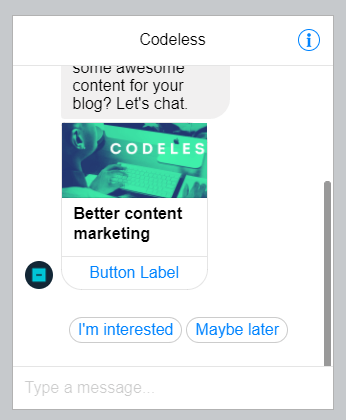 Codeless
some awesome
content for your
blog? Let's chat.
CODELES
Better content
marketing
Button Label
I'm interested
Maybe later
Type a message...